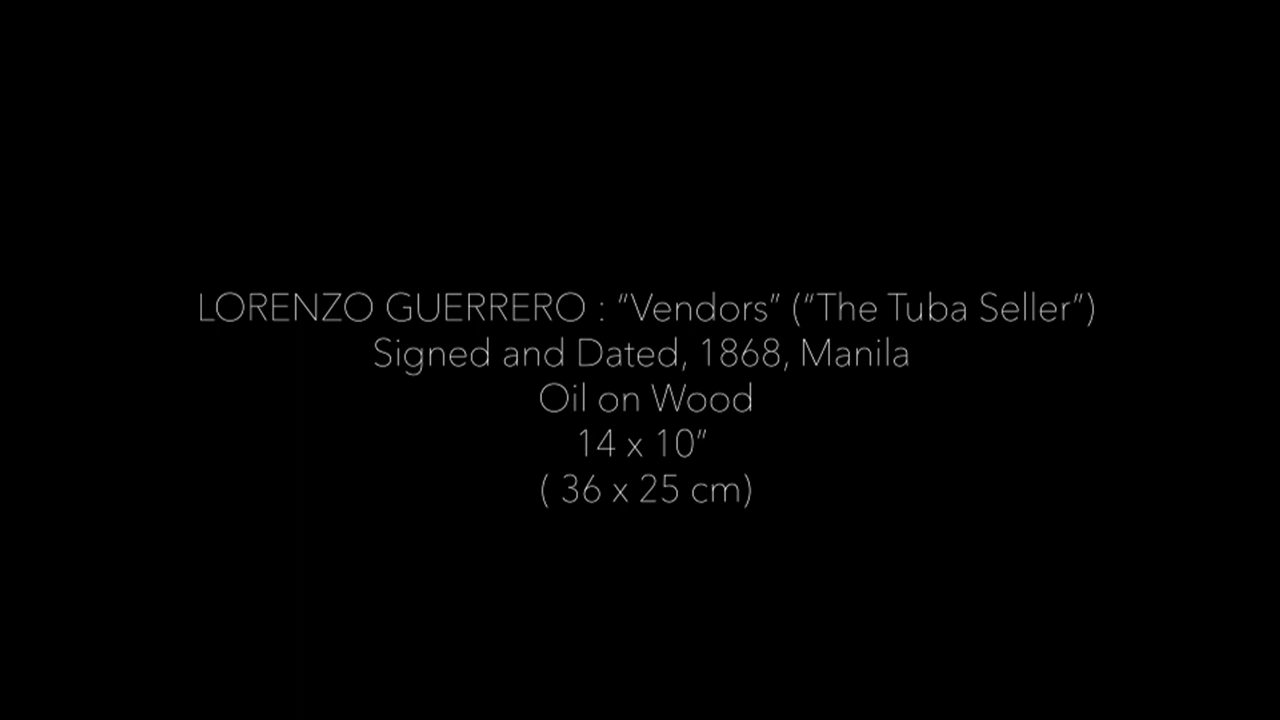 LORENZO GUERRERO : “Vendors” (“The Tuba Seller”)
Signed and Dated, 1868, Manila
Oil on Wood
14 x 10”
( 36 x 25 cm)